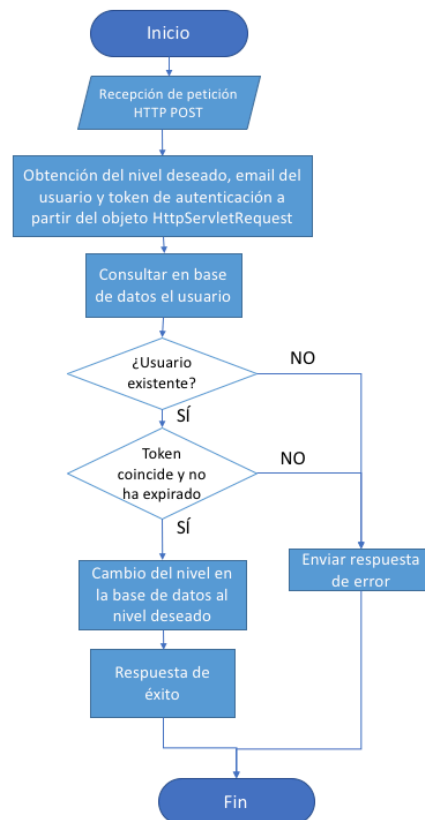 Inicio
Recepción de petición
HTTP POST
Obtención del nivel deseado, email del
usuario y token de autenticación a
partir del objeto HttpServletRequest
Consultar en base
de datos el usuario
¿Usuario
existente?
NO
SÍ
Token
coincide y no
ha expirado
NO
SÍ
Cambio del nivel en
la base de datos al
nivel deseado
Enviar respuesta
de error
Respuesta de
éxito
Fin